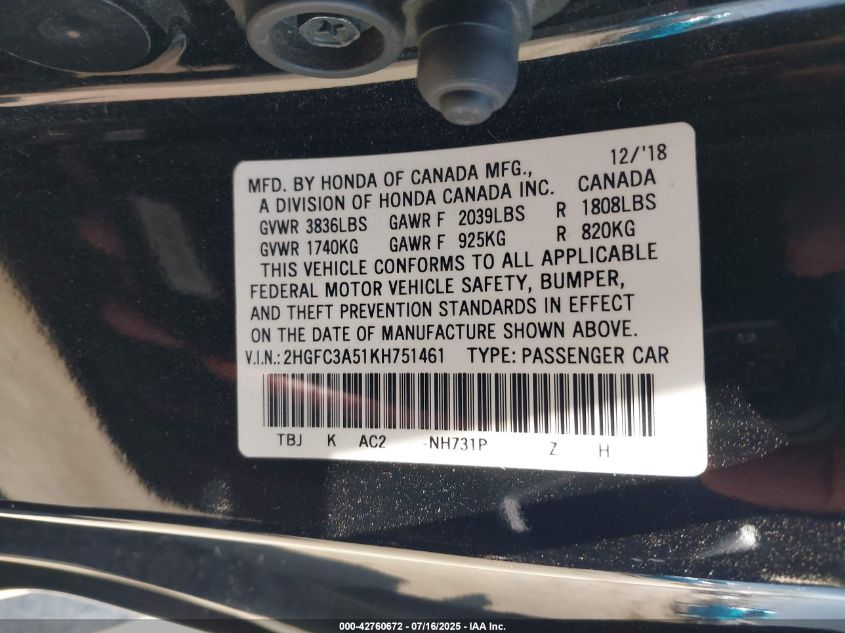 12/'18
MFD. BY HONDA OF CANADA MFG.,
A DIVISION OF HONDA CANADA INC. CANADA
GVWR 3836LBS GAWR F 2039LBS R 1808LBS
GVWR 1740KG GAWR F 925KG R 820KG
THIS VEHICLE CONFORMS TO ALL APPLICABLE
FEDERAL MOTOR VEHICLE SAFETY, BUMPER,
AND THEFT PREVENTION STANDARDS IN EFFECT
ON THE DATE OF MANUFACTURE SHOWN ABOVE.
V.I.N.: 2HGFC3A51KH751461 TYPE: PASSENGER CAR
TBJ K AC2 -NH731P Z H
000-42760672 - 07/16/2025 - IAA Inc.